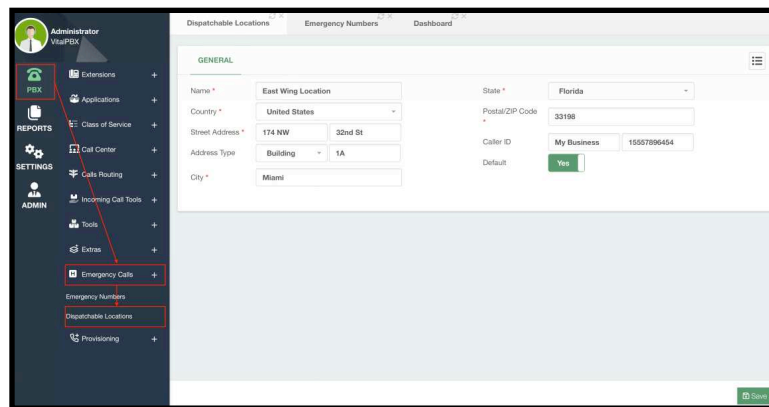 Administrator
VitalPBX
PBX
REPORTS
SETTINGS
ADMIN
Extensions +
Applications +
Class of Service +
Call Center +
Calls Routing +
Incoming Call Tools +
Tools +
Extras +
Emergency Calls +
Emergency Numbers
Dispatchable Locations
Provisioning +
Dispatchable Locations
Emergency Numbers
Dashboard
GENERAL
Name * East Wing Location
Country * United States
Street Address * 174 NW 32nd St
Address Type Building 1A
City * Miami
State * Florida
Postal/ZIP Code * 33198
Caller ID My Business 15557896454
Default Yes
Save